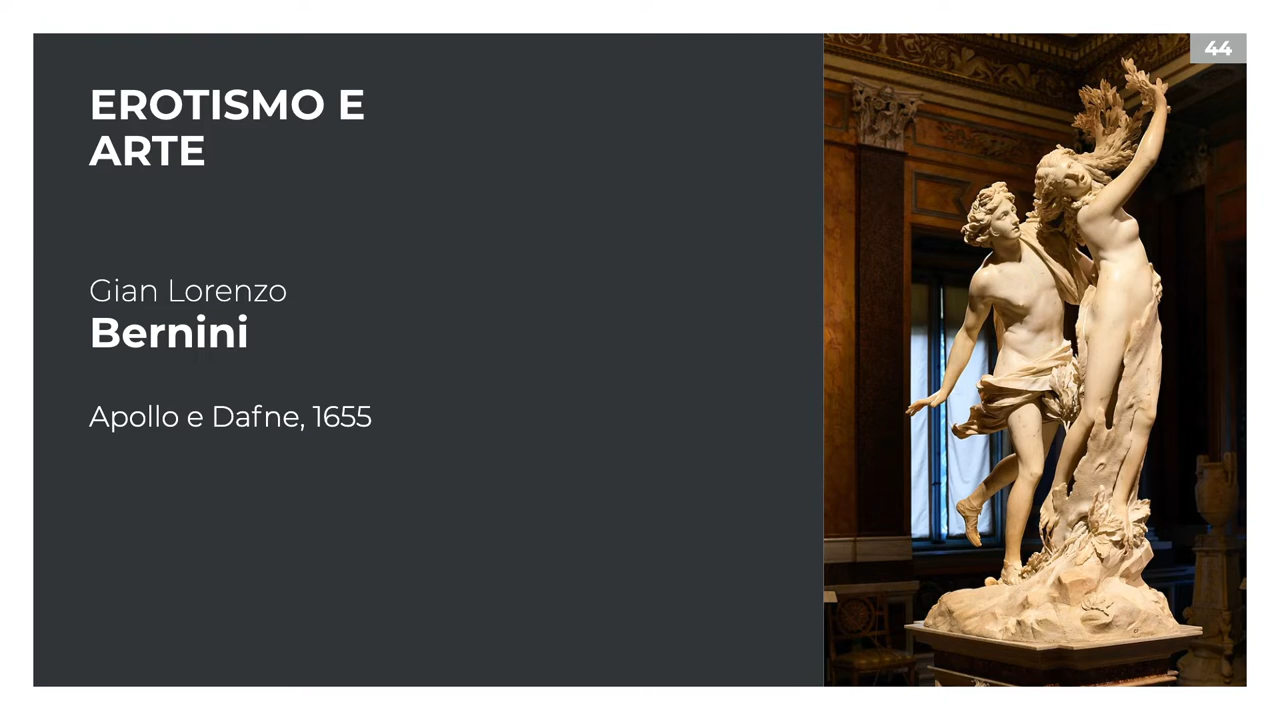 44
EROTISMO E
ARTE
Gian Lorenzo
Bernini
Apollo e Dafne, 1655